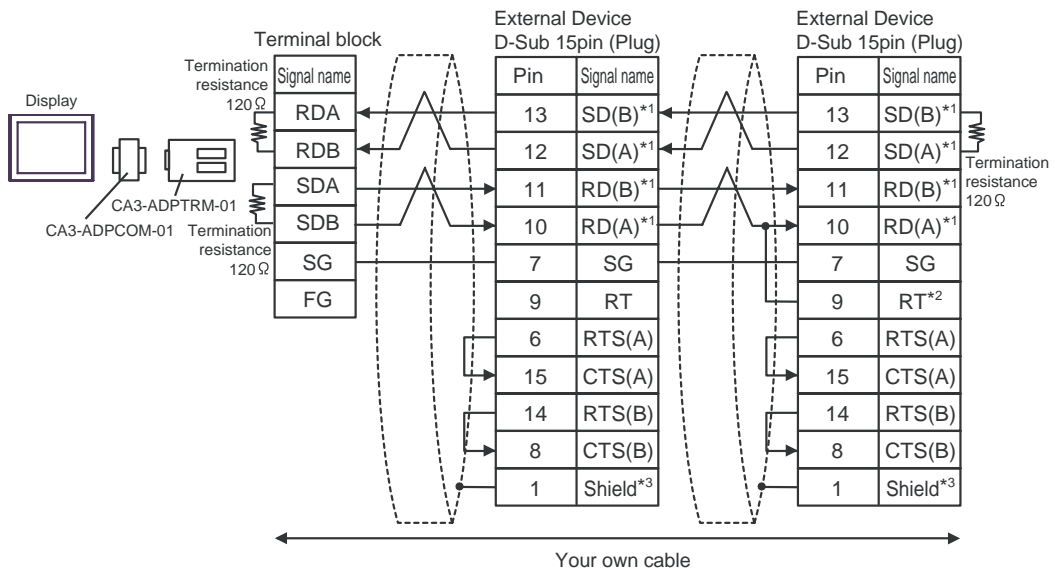 External Device
D-Sub 15pin (Plug)
External Device
D-Sub 15pin (Plug)
Terminal block
Termination
resistance
120Ω
Signal name
Pin Signal name
Pin Signal name
Display
RDA
13 SD(B)*1
13 SD(B)*1
RDB
12 SD(A)*1
12 SD(A)*1
Termination
resistance
120Ω
SDA
11 RD(B)*1
11 RD(B)*1
CA3-ADPTRM-01
CA3-ADPCOM-01
SDB
10 RD(A)*1
10 RD(A)*1
Termination
resistance
120Ω
SG
7 SG
7 SG
FG
9 RT
9 RT*2
6 RTS(A)
6 RTS(A)
15 CTS(A)
15 CTS(A)
14 RTS(B)
14 RTS(B)
8 CTS(B)
8 CTS(B)
1 Shield*3
1 Shield*3
Your own cable